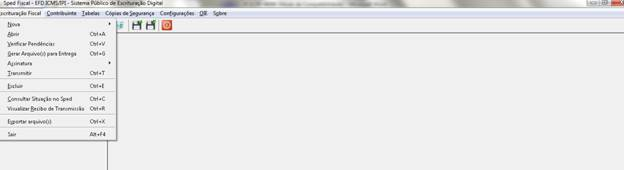 Sped Fiscal - EFD ICMS/IPI - Sistema Público de Escrituração Digital
scrituração Fiscal Contribuinte Tabelas Cópias de Segurança Configurações Sobre
Nova
Abrir Ctrl+A
Verificar Pendências Ctrl+V
Gerar Arquivo(s) para Entrega Ctrl+G
Assinatura
Transmitir Ctrl+T
Excluir Ctrl+E
Consultar Situação no Sped Ctrl+C
Visualizar Recibo de Transmissão Ctrl+R
Exportar arquivo(s) Ctrl+X
Sair Alt+F4